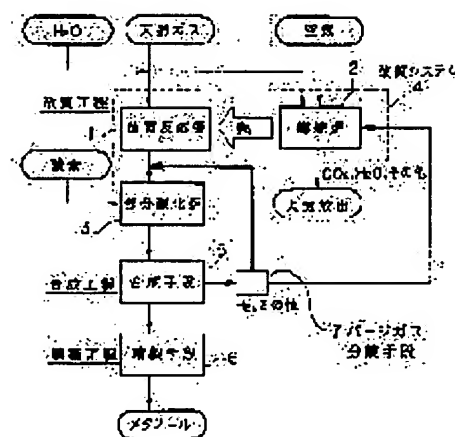 H₂O
天然ガス
空気
改質システム
4
2
改質工程
1
改質反応管
熱
燃焼炉
酸素
CO₂,H₂O,その他
大気放出
部分酸化炉
3
5
合成工程
合成手段
その他
7パージガス
分離手段
精製工程
精製手段
6
メタノール